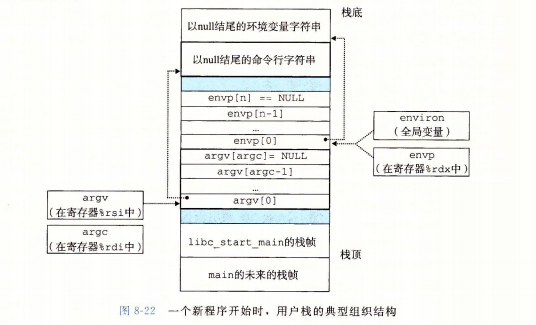 栈底
以null结尾的环境变量字符串
以null结尾的命令行字符串
envp[n] == NULL
envp[n-1]
…
envp[0]
argv[argc]= NULL
argv[argc-1]
…
argv[0]
libc_start_main的栈帧
main的未来的栈帧
栈顶
environ
(全局变量)
envp
(在寄存器%rdx中)
argv
(在寄存器%rsi中)
argc
(在寄存器%rdi中)
图 8-22 一个新程序开始时,用户栈的典型组织结构